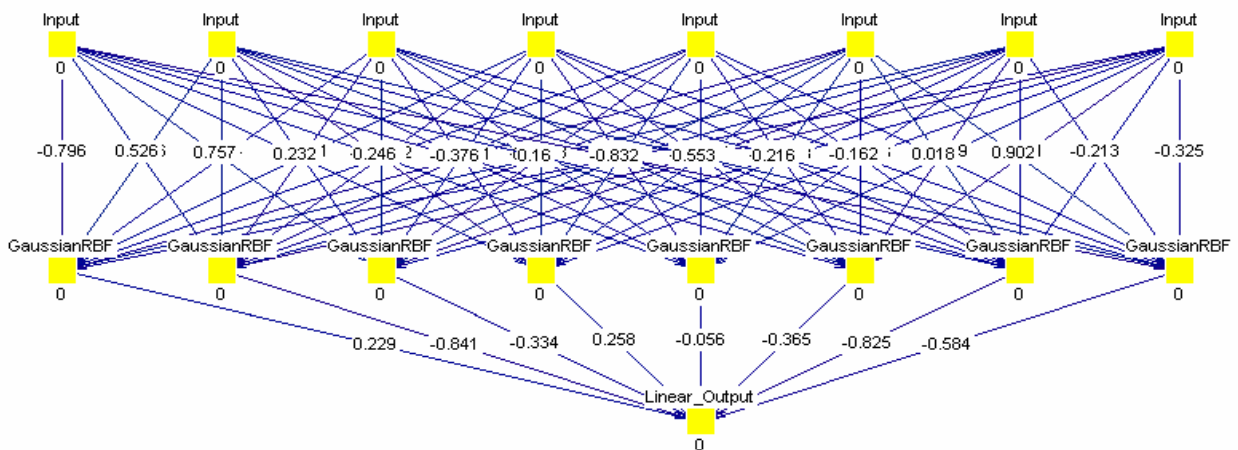 Input Input Input Input Input Input Input Input
0 0 0 0 0 0 0 0
-0.796 0.526 0.757 0.232 -0.246 -0.376 0.16 -0.832 -0.553 -0.216 -0.162 0.018 0.902 -0.213 -0.325
GaussianRBF GaussianRBF GaussianRBF GaussianRBF GaussianRBF GaussianRBF GaussianRBF GaussianRBF
0 0 0 0 0 0 0 0
0.229 -0.841 -0.334 0.258 -0.056 -0.365 -0.825 -0.584
Linear_Output
0